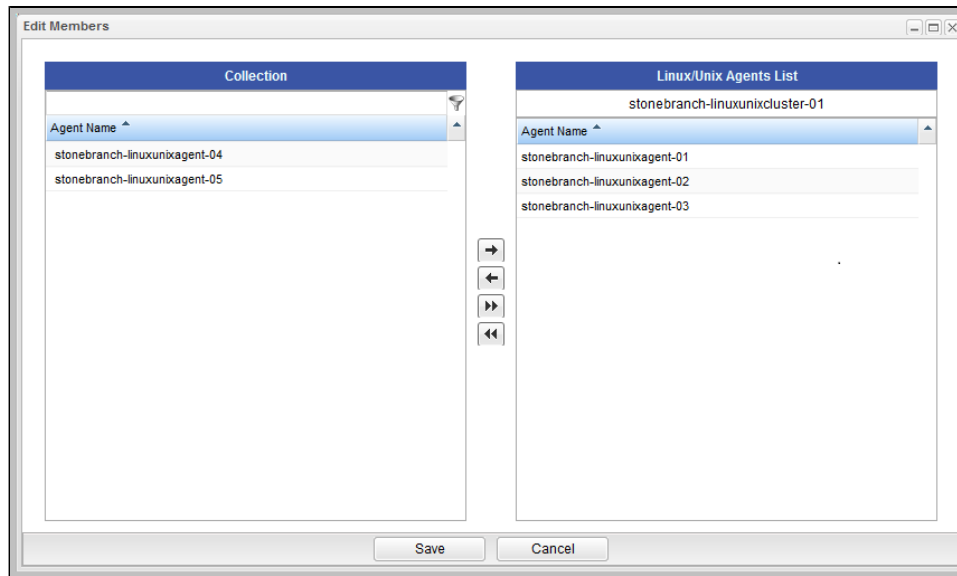 Edit Members
Collection
Agent Name
stonebranch-linuxunixagent-04
stonebranch-linuxunixagent-05
Linux/Unix Agents List
stonebranch-linuxunixcluster-01
Agent Name
stonebranch-linuxunixagent-01
stonebranch-linuxunixagent-02
stonebranch-linuxunixagent-03
Save
Cancel